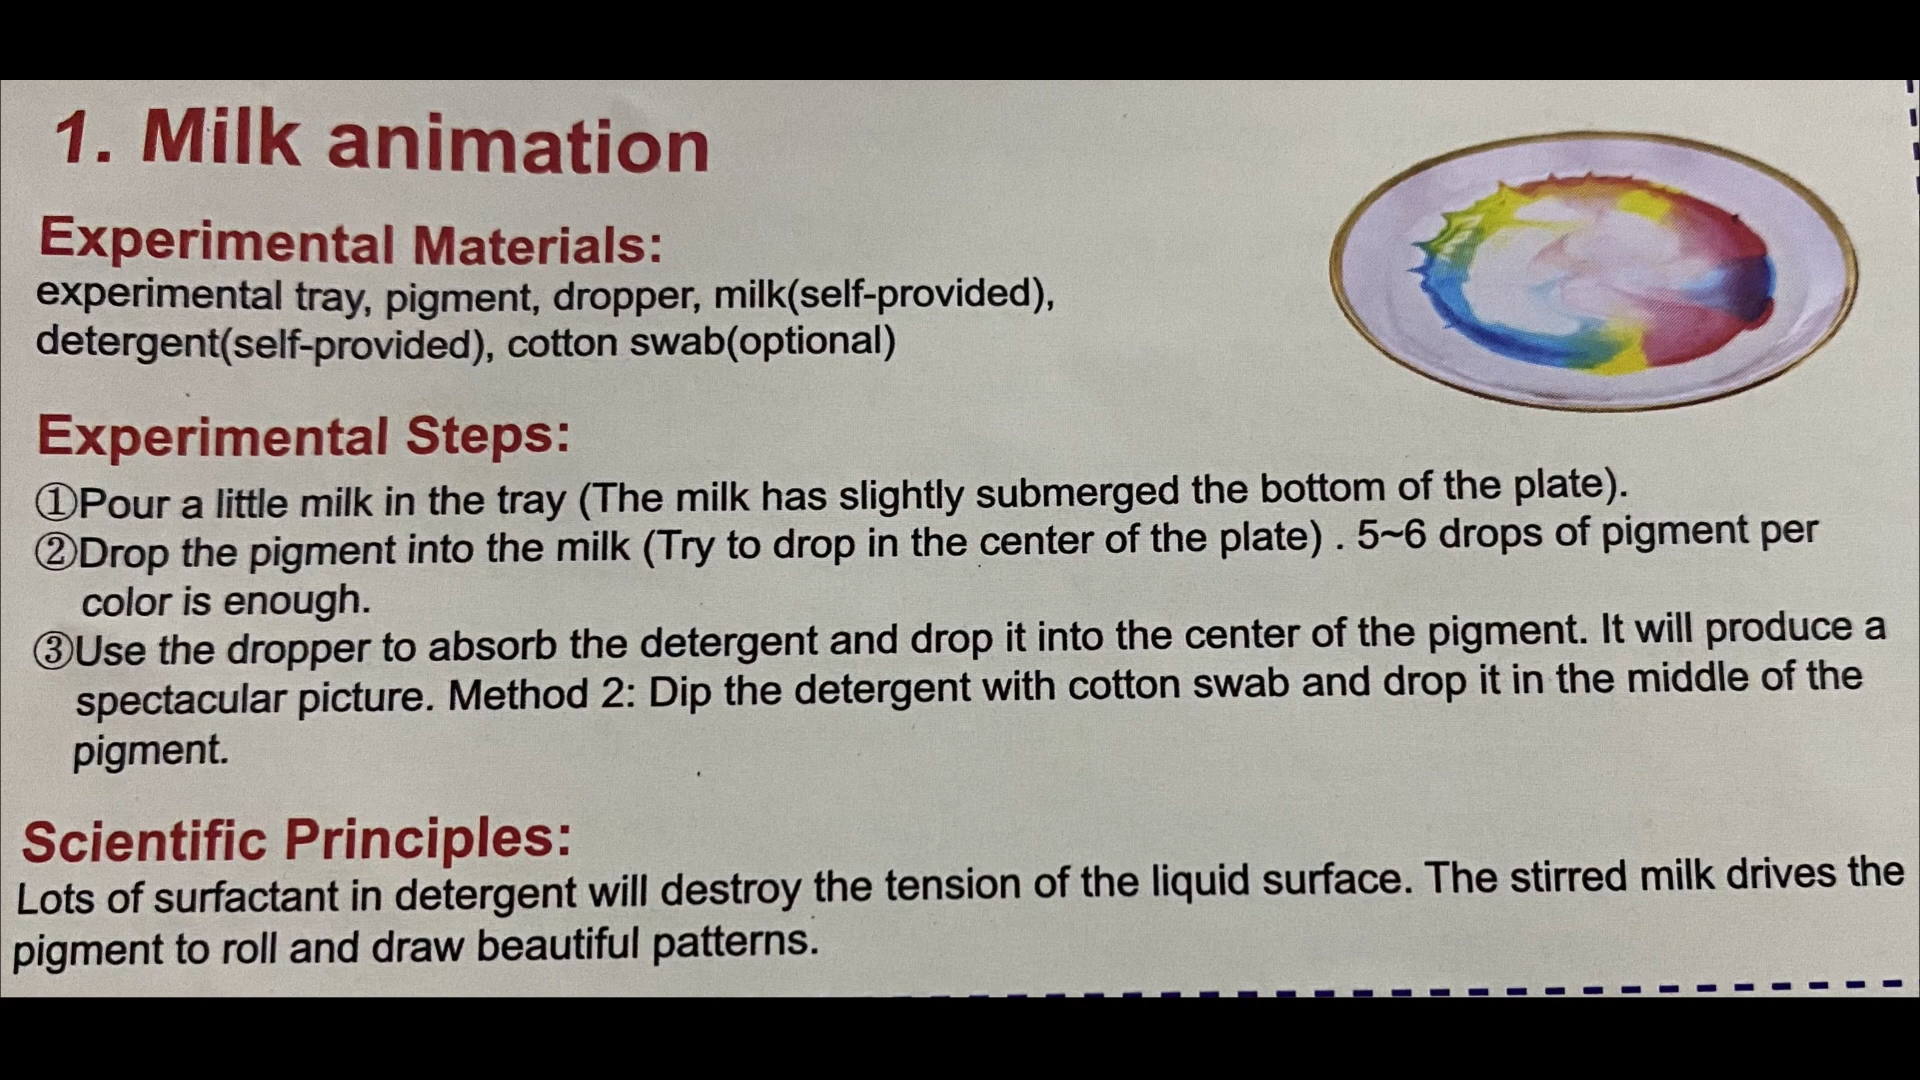 1. Milk animation
Experimental Materials:
experimental tray, pigment, dropper, milk(self-provided),
detergent(self-provided), cotton swab(optional)
Experimental Steps:
①Pour a little milk in the tray (The milk has slightly submerged the bottom of the plate).
②Drop the pigment into the milk (Try to drop in the center of the plate) . 5~6 drops of pigment per
color is enough.
③Use the dropper to absorb the detergent and drop it into the center of the pigment. It will produce a
spectacular picture. Method 2: Dip the detergent with cotton swab and drop it in the middle of the
pigment.
Scientific Principles:
Lots of surfactant in detergent will destroy the tension of the liquid surface. The stirred milk drives the
pigment to roll and draw beautiful patterns.